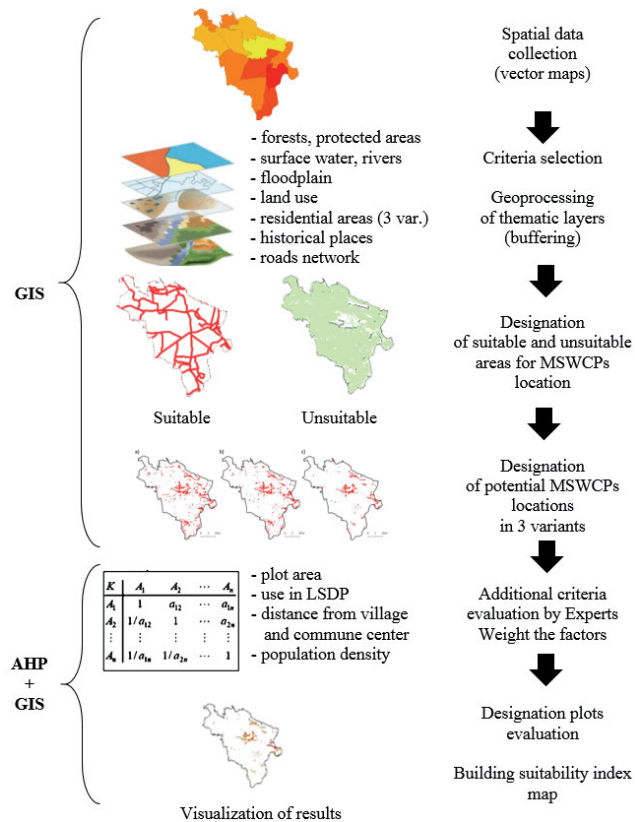 Spatial data
collection
(vector maps)
- forests, protected areas
- surface water, rivers
- floodplain
- land use
- residential areas (3 var.)
- historical places
- roads network
Criteria selection
Geoprocessing
of thematic layers
(buffering)
GIS
Suitable
Unsuitable
Designation
of suitable and unsuitable
areas for MSWCPs
location
a)
b)
c)
Designation
of potential MSWCPs
locations
in 3 variants
AHP
+
GIS
K A₁ A₂ ⋯ Aₙ
A₁ 1 a₁₂ ⋯ a₁ₙ
A₂ 1/a₁₂ 1 ⋯ a₂ₙ
⋮ ⋮ ⋮ ⋮
Aₙ 1/a₁ₙ 1/a₂ₙ ⋯ 1
- plot area
- use in LSDP
- distance from village
and commune center
- population density
Additional criteria
evaluation by Experts
Weight the factors
Designation plots
evaluation
Building suitability index
map
Visualization of results